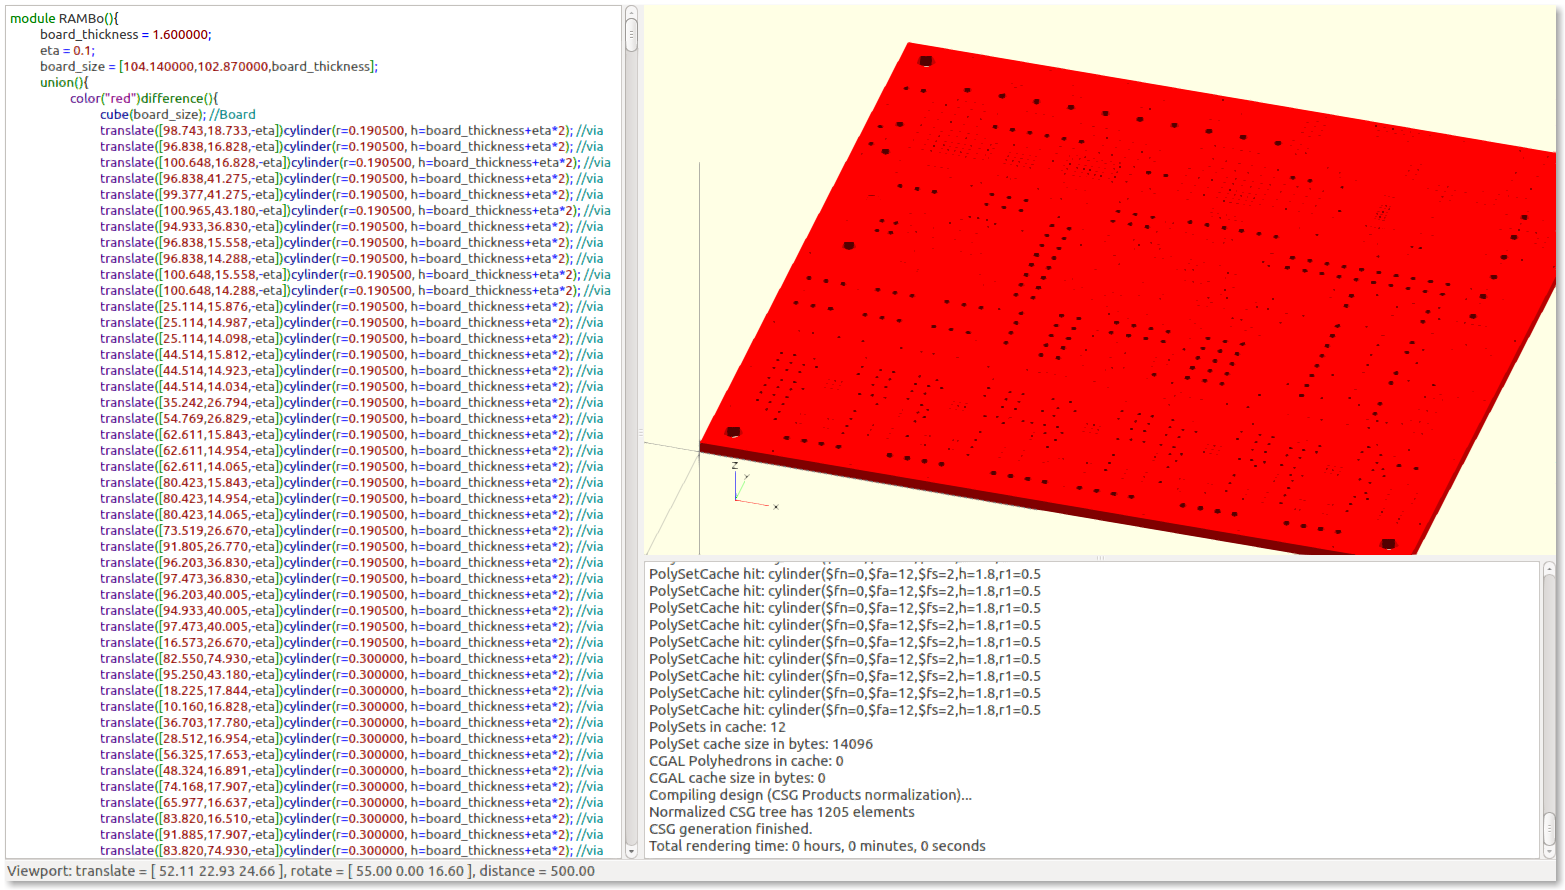 module RAMBo(){
board_thickness = 1.600000;
eta = 0.1;
board_size = [104.140000,102.870000,board_thickness];
union(){
color("red")difference(){
cube(board_size); //Board
translate([98.743,18.733,-eta])cylinder(r=0.190500, h=board_thickness+eta*2); //via
translate([96.838,16.828,-eta])cylinder(r=0.190500, h=board_thickness+eta*2); //via
translate([100.648,16.828,-eta])cylinder(r=0.190500, h=board_thickness+eta*2); //via
translate([96.838,41.275,-eta])cylinder(r=0.190500, h=board_thickness+eta*2); //via
translate([99.377,41.275,-eta])cylinder(r=0.190500, h=board_thickness+eta*2); //via
translate([100.965,43.180,-eta])cylinder(r=0.190500, h=board_thickness+eta*2); //via
translate([94.933,36.830,-eta])cylinder(r=0.190500, h=board_thickness+eta*2); //via
translate([96.838,15.558,-eta])cylinder(r=0.190500, h=board_thickness+eta*2); //via
translate([96.838,14.288,-eta])cylinder(r=0.190500, h=board_thickness+eta*2); //via
translate([100.648,15.558,-eta])cylinder(r=0.190500, h=board_thickness+eta*2); //via
translate([100.648,14.288,-eta])cylinder(r=0.190500, h=board_thickness+eta*2); //via
translate([25.114,15.876,-eta])cylinder(r=0.190500, h=board_thickness+eta*2); //via
translate([25.114,14.987,-eta])cylinder(r=0.190500, h=board_thickness+eta*2); //via
translate([25.114,14.098,-eta])cylinder(r=0.190500, h=board_thickness+eta*2); //via
translate([44.514,15.812,-eta])cylinder(r=0.190500, h=board_thickness+eta*2); //via
translate([44.514,14.923,-eta])cylinder(r=0.190500, h=board_thickness+eta*2); //via
translate([44.514,14.034,-eta])cylinder(r=0.190500, h=board_thickness+eta*2); //via
translate([35.242,26.794,-eta])cylinder(r=0.190500, h=board_thickness+eta*2); //via
translate([54.769,26.829,-eta])cylinder(r=0.190500, h=board_thickness+eta*2); //via
translate([62.611,15.843,-eta])cylinder(r=0.190500, h=board_thickness+eta*2); //via
translate([62.611,14.954,-eta])cylinder(r=0.190500, h=board_thickness+eta*2); //via
translate([62.611,14.065,-eta])cylinder(r=0.190500, h=board_thickness+eta*2); //via
translate([80.423,15.843,-eta])cylinder(r=0.190500, h=board_thickness+eta*2); //via
translate([80.423,14.954,-eta])cylinder(r=0.190500, h=board_thickness+eta*2); //via
translate([80.423,14.065,-eta])cylinder(r=0.190500, h=board_thickness+eta*2); //via
translate([73.519,26.670,-eta])cylinder(r=0.190500, h=board_thickness+eta*2); //via
translate([91.805,26.770,-eta])cylinder(r=0.190500, h=board_thickness+eta*2); //via
translate([96.203,36.830,-eta])cylinder(r=0.190500, h=board_thickness+eta*2); //via
translate([97.473,36.830,-eta])cylinder(r=0.190500, h=board_thickness+eta*2); //via
translate([96.203,40.005,-eta])cylinder(r=0.190500, h=board_thickness+eta*2); //via
translate([94.933,40.005,-eta])cylinder(r=0.190500, h=board_thickness+eta*2); //via
translate([97.473,40.005,-eta])cylinder(r=0.190500, h=board_thickness+eta*2); //via
translate([16.573,26.670,-eta])cylinder(r=0.190500, h=board_thickness+eta*2); //via
translate([82.550,74.930,-eta])cylinder(r=0.300000, h=board_thickness+eta*2); //via
translate([95.250,43.180,-eta])cylinder(r=0.300000, h=board_thickness+eta*2); //via
translate([18.225,17.844,-eta])cylinder(r=0.300000, h=board_thickness+eta*2); //via
translate([10.160,16.828,-eta])cylinder(r=0.300000, h=board_thickness+eta*2); //via
translate([36.703,17.780,-eta])cylinder(r=0.300000, h=board_thickness+eta*2); //via
translate([28.512,16.954,-eta])cylinder(r=0.300000, h=board_thickness+eta*2); //via
translate([56.325,17.653,-eta])cylinder(r=0.300000, h=board_thickness+eta*2); //via
translate([48.324,16.891,-eta])cylinder(r=0.300000, h=board_thickness+eta*2); //via
translate([74.168,17.907,-eta])cylinder(r=0.300000, h=board_thickness+eta*2); //via
translate([65.977,16.637,-eta])cylinder(r=0.300000, h=board_thickness+eta*2); //via
translate([83.820,16.510,-eta])cylinder(r=0.300000, h=board_thickness+eta*2); //via
translate([91.885,17.907,-eta])cylinder(r=0.300000, h=board_thickness+eta*2); //via
translate([83.820,74.930,-eta])cylinder(r=0.300000, h=board_thickness+eta*2); //via
Z
Y
X
PolySetCache hit: cylinder($fn=0,$fa=12,$fs=2,h=1.8,r1=0.5
PolySetCache hit: cylinder($fn=0,$fa=12,$fs=2,h=1.8,r1=0.5
PolySetCache hit: cylinder($fn=0,$fa=12,$fs=2,h=1.8,r1=0.5
PolySetCache hit: cylinder($fn=0,$fa=12,$fs=2,h=1.8,r1=0.5
PolySetCache hit: cylinder($fn=0,$fa=12,$fs=2,h=1.8,r1=0.5
PolySetCache hit: cylinder($fn=0,$fa=12,$fs=2,h=1.8,r1=0.5
PolySetCache hit: cylinder($fn=0,$fa=12,$fs=2,h=1.8,r1=0.5
PolySetCache hit: cylinder($fn=0,$fa=12,$fs=2,h=1.8,r1=0.5
PolySetCache hit: cylinder($fn=0,$fa=12,$fs=2,h=1.8,r1=0.5
PolySets in cache: 12
PolySet cache size in bytes: 14096
CGAL Polyhedrons in cache: 0
CGAL cache size in bytes: 0
Compiling design (CSG Products normalization)...
Normalized CSG tree has 1205 elements
CSG generation finished.
Total rendering time: 0 hours, 0 minutes, 0 seconds
Viewport: translate = [ 52.11 22.93 24.66 ], rotate = [ 55.00 0.00 16.60 ], distance = 500.00